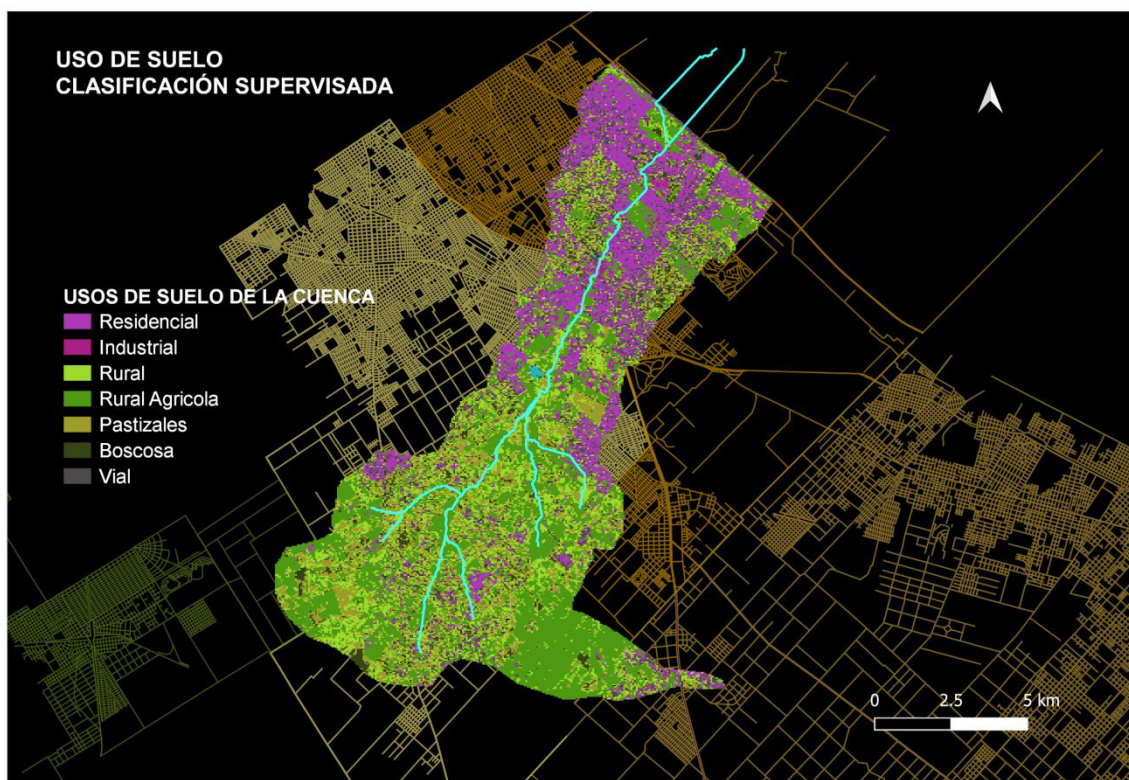 USO DE SUELO
CLASIFICACIÓN SUPERVISADA
USOS DE SUELO DE LA CUENCA
Residencial
Industrial
Rural
Rural Agricola
Pastizales
Boscosa
Vial
0 2.5 5 km